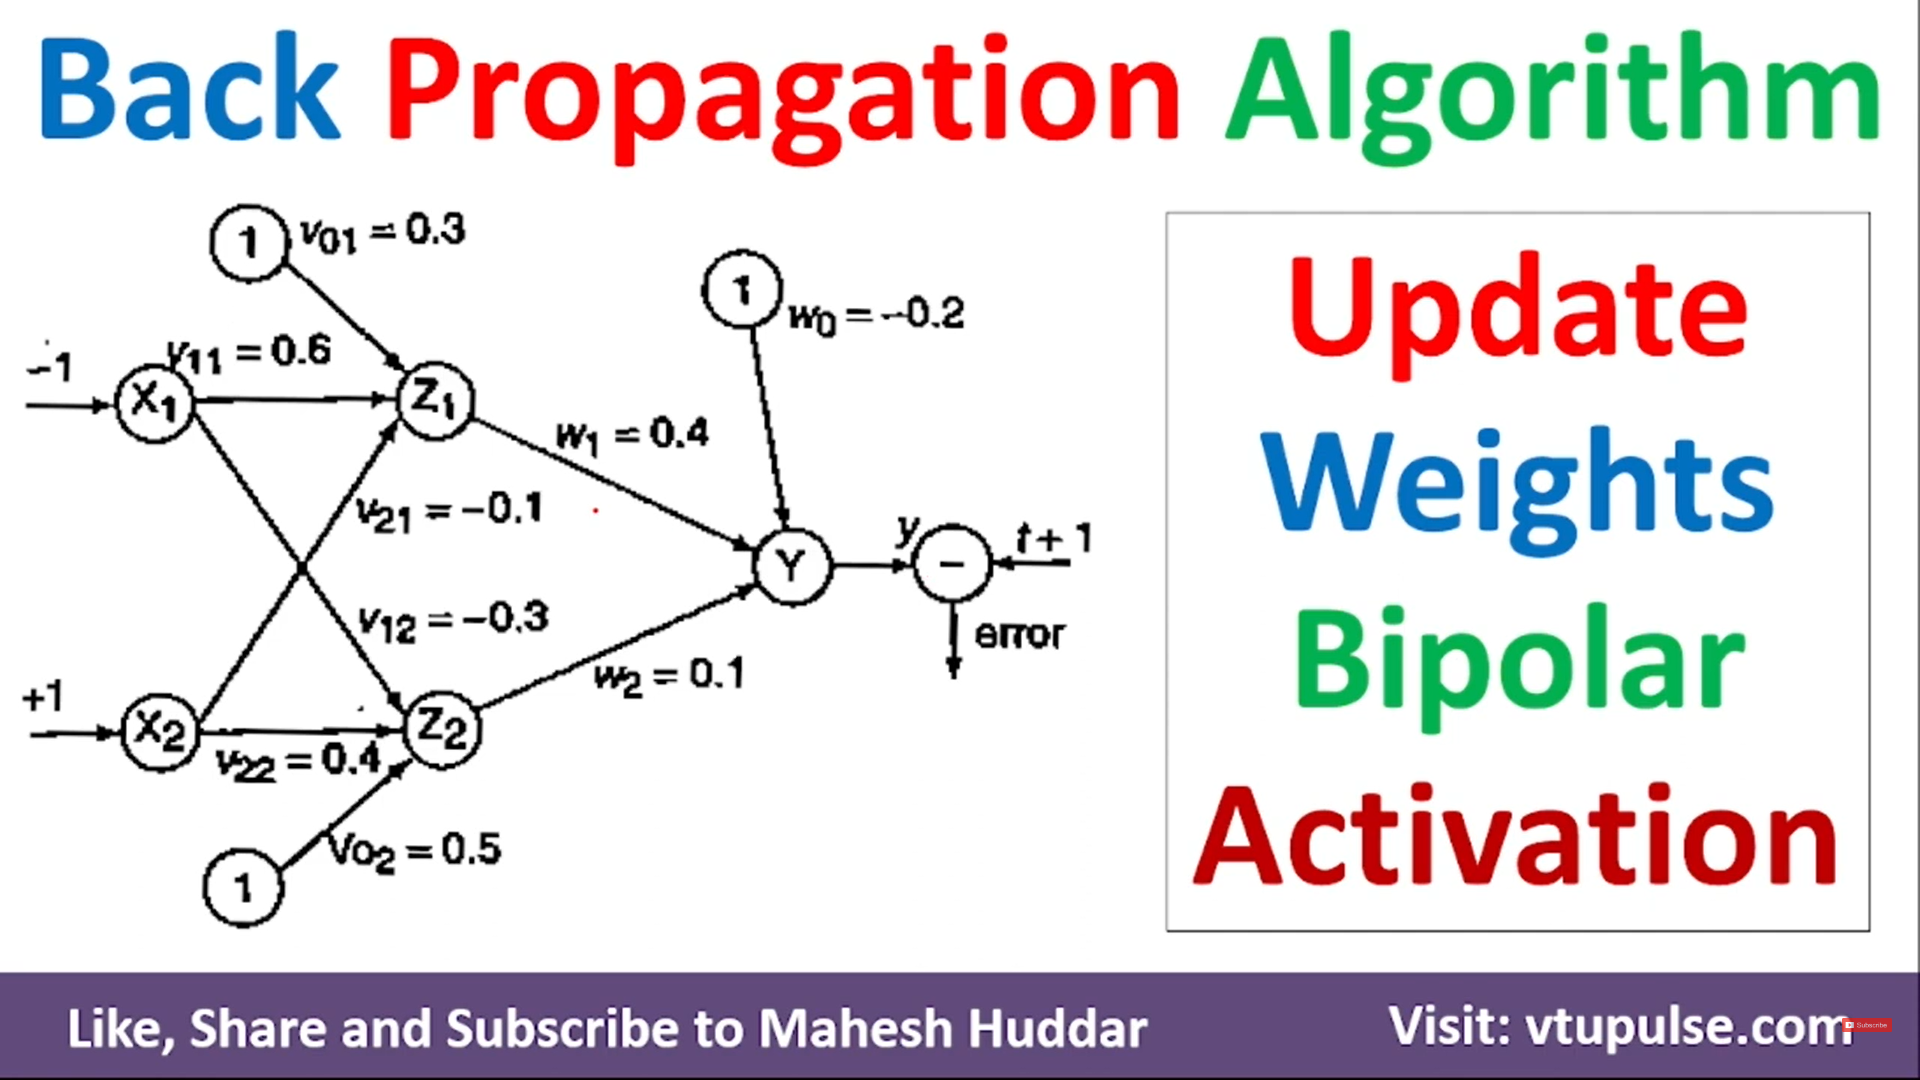 Back Propagation Algorithm
1
v01 = 0.3
1
w0 = -0.2
-1
v11 = 0.6
X1
Z1
w1 = 0.4
v21 = -0.1
y
t+1
Y
-
v12 = -0.3
error
+1
w2 = 0.1
X2
Z2
v22 = 0.4
Vo2 = 0.5
1
Update
Weights
Bipolar
Activation
Like, Share and Subscribe to Mahesh Huddar
Visit: vtupulse.com
Subscribe